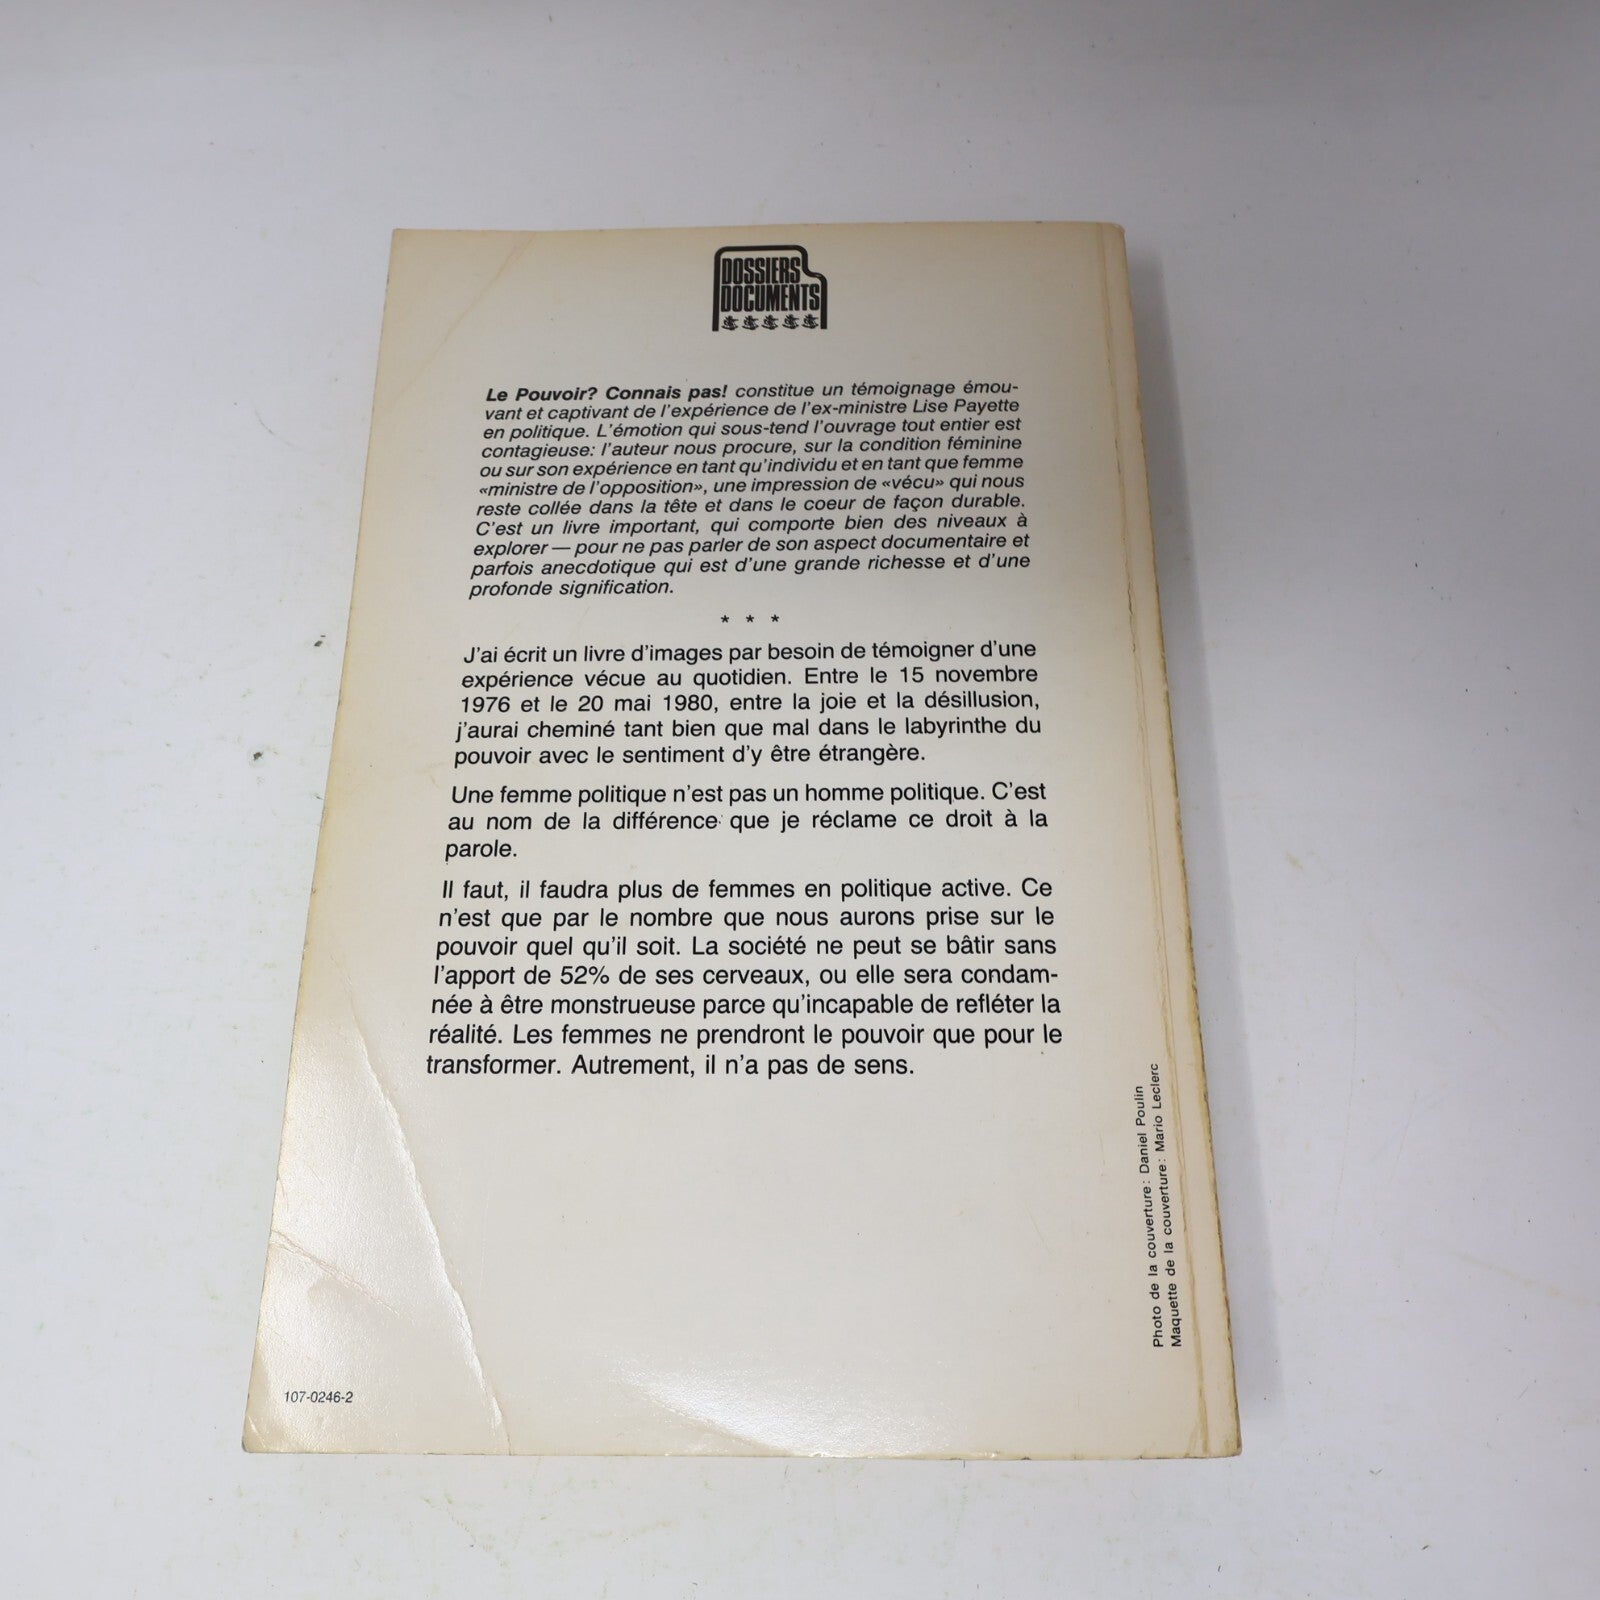 DOSSIERS
DOCUMENTS
Le Pouvoir? Connais pas! constitue un témoignage émou-
vant et captivant de l'expérience de l'ex-ministre Lise Payette
en politique. L'émotion qui sous-tend l'ouvrage tout entier est
contagieuse: l'auteur nous procure, sur la condition féminine
ou sur son expérience en tant qu'individu et en tant que femme
«ministre de l'opposition», une impression de «vécu» qui nous
reste collée dans la tête et dans le coeur de façon durable.
C'est un livre important, qui comporte bien des niveaux à
explorer — pour ne pas parler de son aspect documentaire et
parfois anecdotique qui est d'une grande richesse et d'une
profonde signification.
* * *
J'ai écrit un livre d'images par besoin de témoigner d'une
expérience vécue au quotidien. Entre le 15 novembre
1976 et le 20 mai 1980, entre la joie et la désillusion,
j'aurai cheminé tant bien que mal dans le labyrinthe du
pouvoir avec le sentiment d'y être étrangère.
Une femme politique n'est pas un homme politique. C'est
au nom de la différence que je réclame ce droit à la
parole.
Il faut, il faudra plus de femmes en politique active. Ce
n'est que par le nombre que nous aurons prise sur le
pouvoir quel qu'il soit. La société ne peut se bâtir sans
l'apport de 52% de ses cerveaux, ou elle sera condam-
née à être monstrueuse parce qu'incapable de refléter la
réalité. Les femmes ne prendront le pouvoir que pour le
transformer. Autrement, il n'a pas de sens.
Photo de la couverture: Daniel Poulin
Maquette de la couverture: Mario Leclerc
107-0246-2